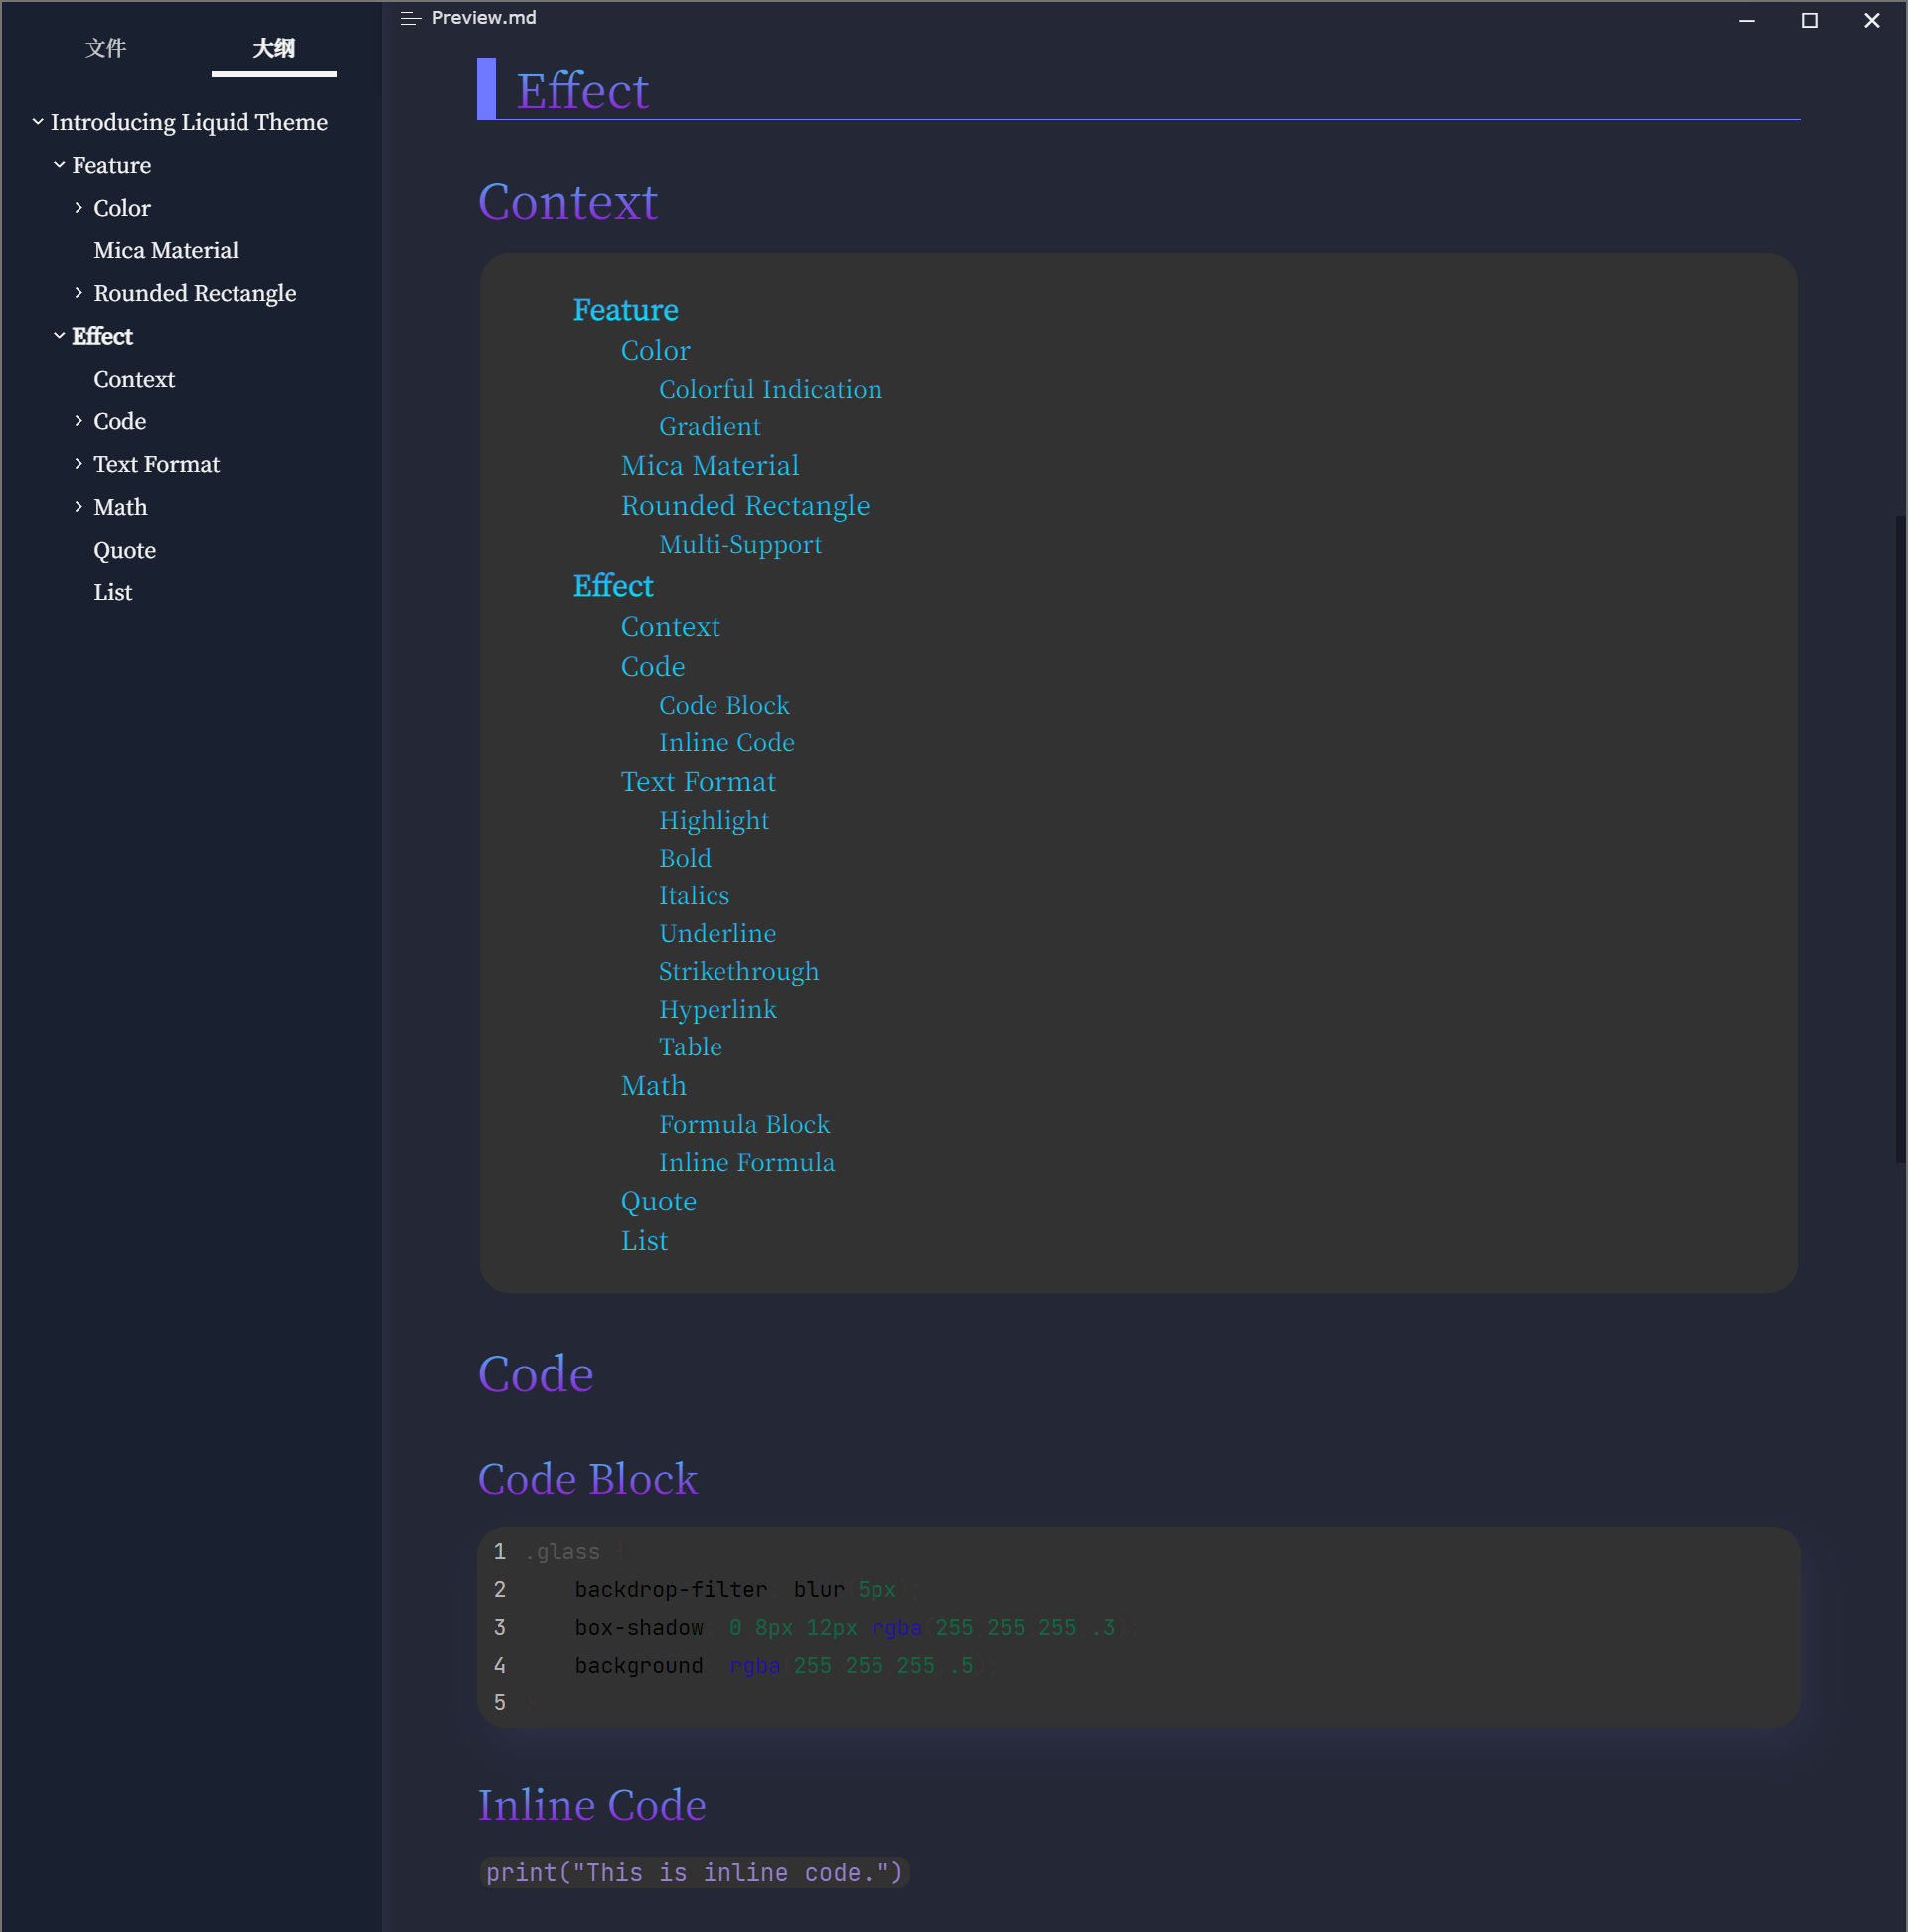 文件 大纲
Introducing Liquid Theme
Feature
Color
Mica Material
Rounded Rectangle
Effect
Context
Code
Text Format
Math
Quote
List
Preview.md
Effect
Context
Feature
Color
Colorful Indication
Gradient
Mica Material
Rounded Rectangle
Multi-Support
Effect
Context
Code
Code Block
Inline Code
Text Format
Highlight
Bold
Italics
Underline
Strikethrough
Hyperlink
Table
Math
Formula Block
Inline Formula
Quote
List
Code
Code Block
1 .glass
2 backdrop-filter blur 5px
3 box-shadow 0 8px 12px rgba 255 255 255 .3
4 background rgba 255 255 255 .5
5
Inline Code
print("This is inline code.")